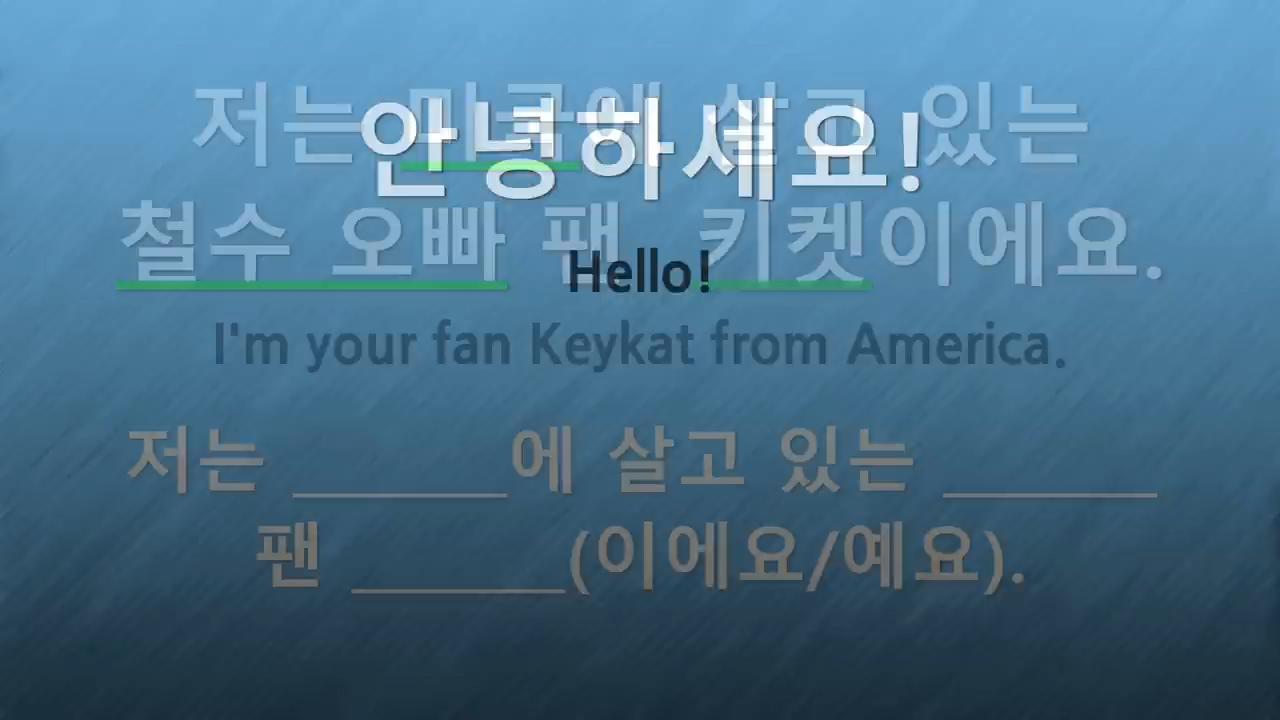 안녕하세요!
저는 미국에 살고 있는
철수 오빠 팬 키켓이에요.
Hello!
I'm your fan Keykat from America.
저는 ______에 살고 있는 ______
팬 ______(이에요/예요).